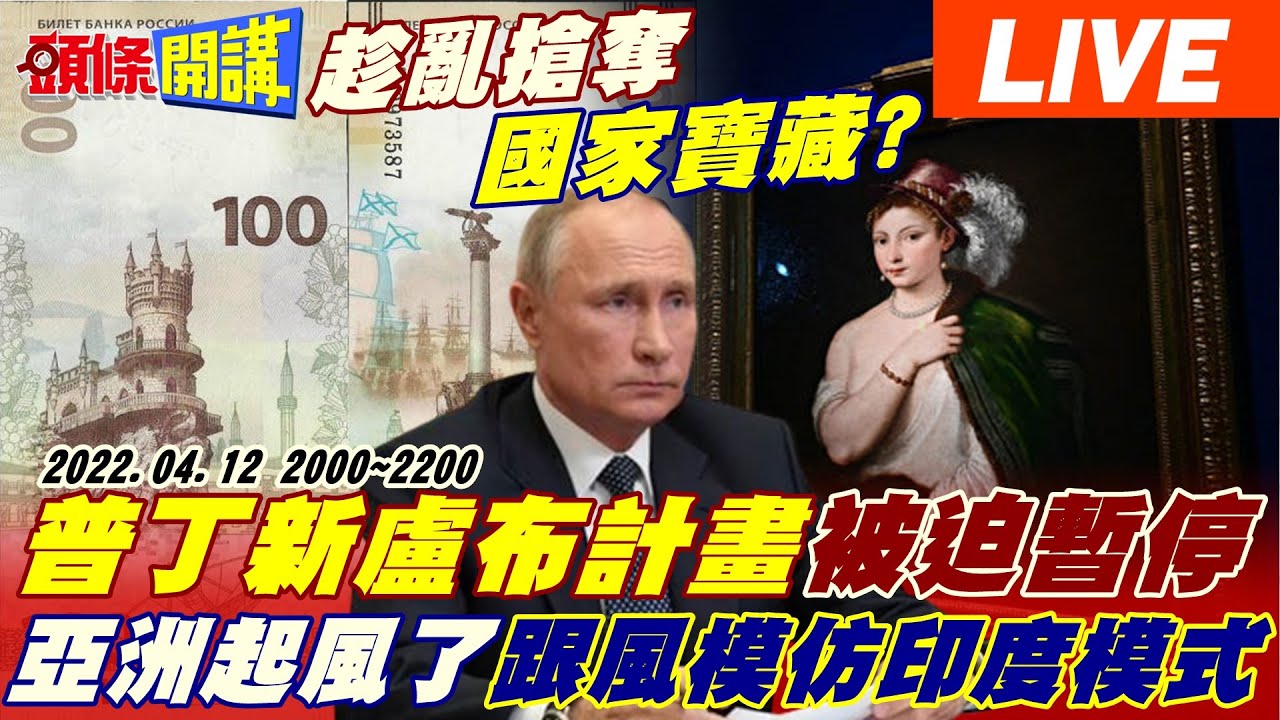 БИЛЕТ БАНКА РОССИИ
頭條開講
趁亂搶奪
國家寶藏?
LIVE
100
973587
2022.04.12 2000~2200
普丁新盧布計畫被迫暫停
亞洲起風了跟風模仿印度模式